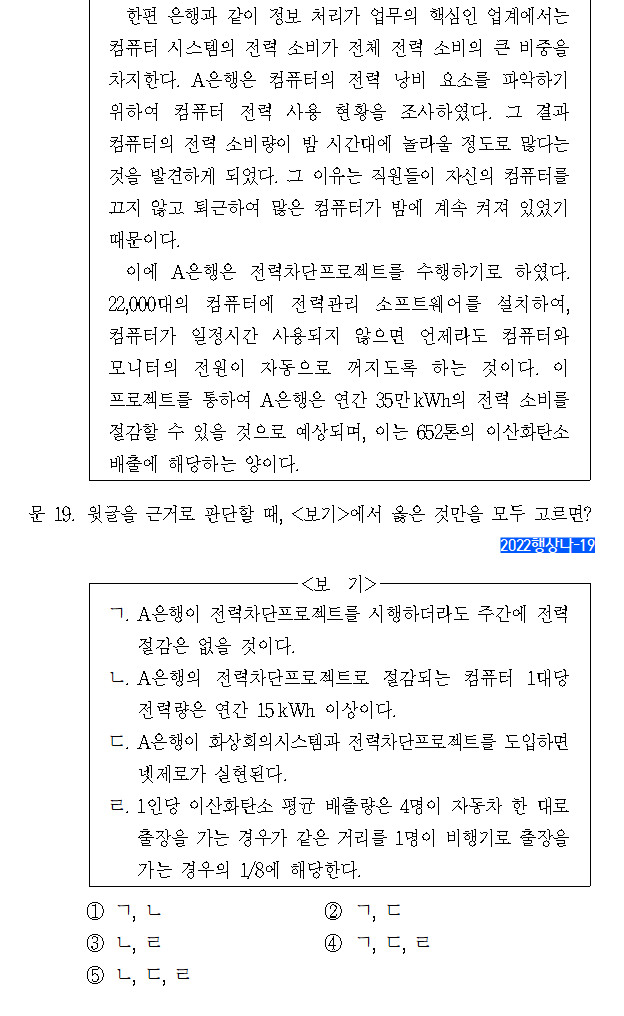 한편 은행과 같이 정보 처리가 업무의 핵심인 업계에서는
컴퓨터 시스템의 전력 소비가 전체 전력 소비의 큰 비중을
차지한다. A은행은 컴퓨터의 전력 낭비 요소를 파악하기
위하여 컴퓨터 전력 사용 현황을 조사하였다. 그 결과
컴퓨터의 전력 소비량이 밤 시간대에 놀라울 정도로 많다는
것을 발견하게 되었다. 그 이유는 직원들이 자신의 컴퓨터를
끄지 않고 퇴근하여 많은 컴퓨터가 밤에 계속 켜져 있었기
때문이다.
이에 A은행은 전력차단프로젝트를 수행하기로 하였다.
22,000대의 컴퓨터에 전력관리 소프트웨어를 설치하여,
컴퓨터가 일정시간 사용되지 않으면 언제라도 컴퓨터와
모니터의 전원이 자동으로 꺼지도록 하는 것이다. 이
프로젝트를 통하여 A은행은 연간 35만 kWh의 전력 소비를
절감할 수 있을 것으로 예상되며, 이는 652톤의 이산화탄소
배출에 해당하는 양이다.
문 19. 윗글을 근거로 판단할 때, <보기>에서 옳은 것만을 모두 고르면?
2022행상나-19
<보 기>
ㄱ. A은행이 전력차단프로젝트를 시행하더라도 주간에 전력
절감은 없을 것이다.
ㄴ. A은행의 전력차단프로젝트로 절감되는 컴퓨터 1대당
전력량은 연간 15 kWh 이상이다.
ㄷ. A은행이 화상회의시스템과 전력차단프로젝트를 도입하면
넷제로가 실현된다.
ㄹ. 1인당 이산화탄소 평균 배출량은 4명이 자동차 한 대로
출장을 가는 경우가 같은 거리를 1명이 비행기로 출장을
가는 경우의 1/8에 해당한다.
① ㄱ, ㄴ
② ㄱ, ㄷ
③ ㄴ, ㄹ
④ ㄱ, ㄷ, ㄹ
⑤ ㄴ, ㄷ, ㄹ